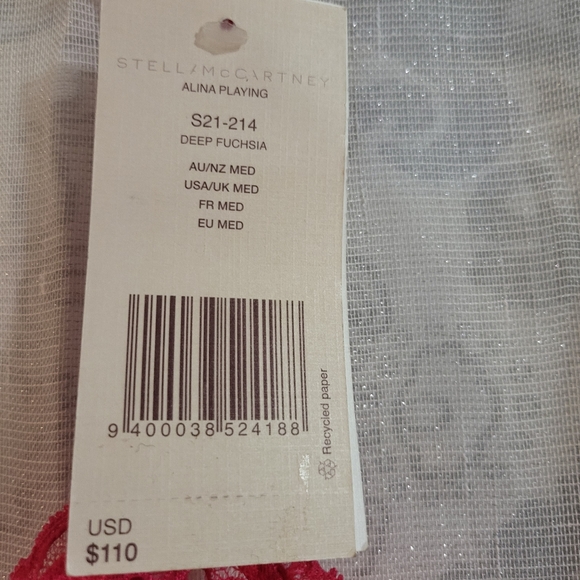 STELLA McCARTNEY
ALINA PLAYING
S21-214
DEEP FUCHSIA
AU/NZ MED
USA/UK MED
FR MED
EU MED
9 400038 524188
Recycled paper
USD
$110